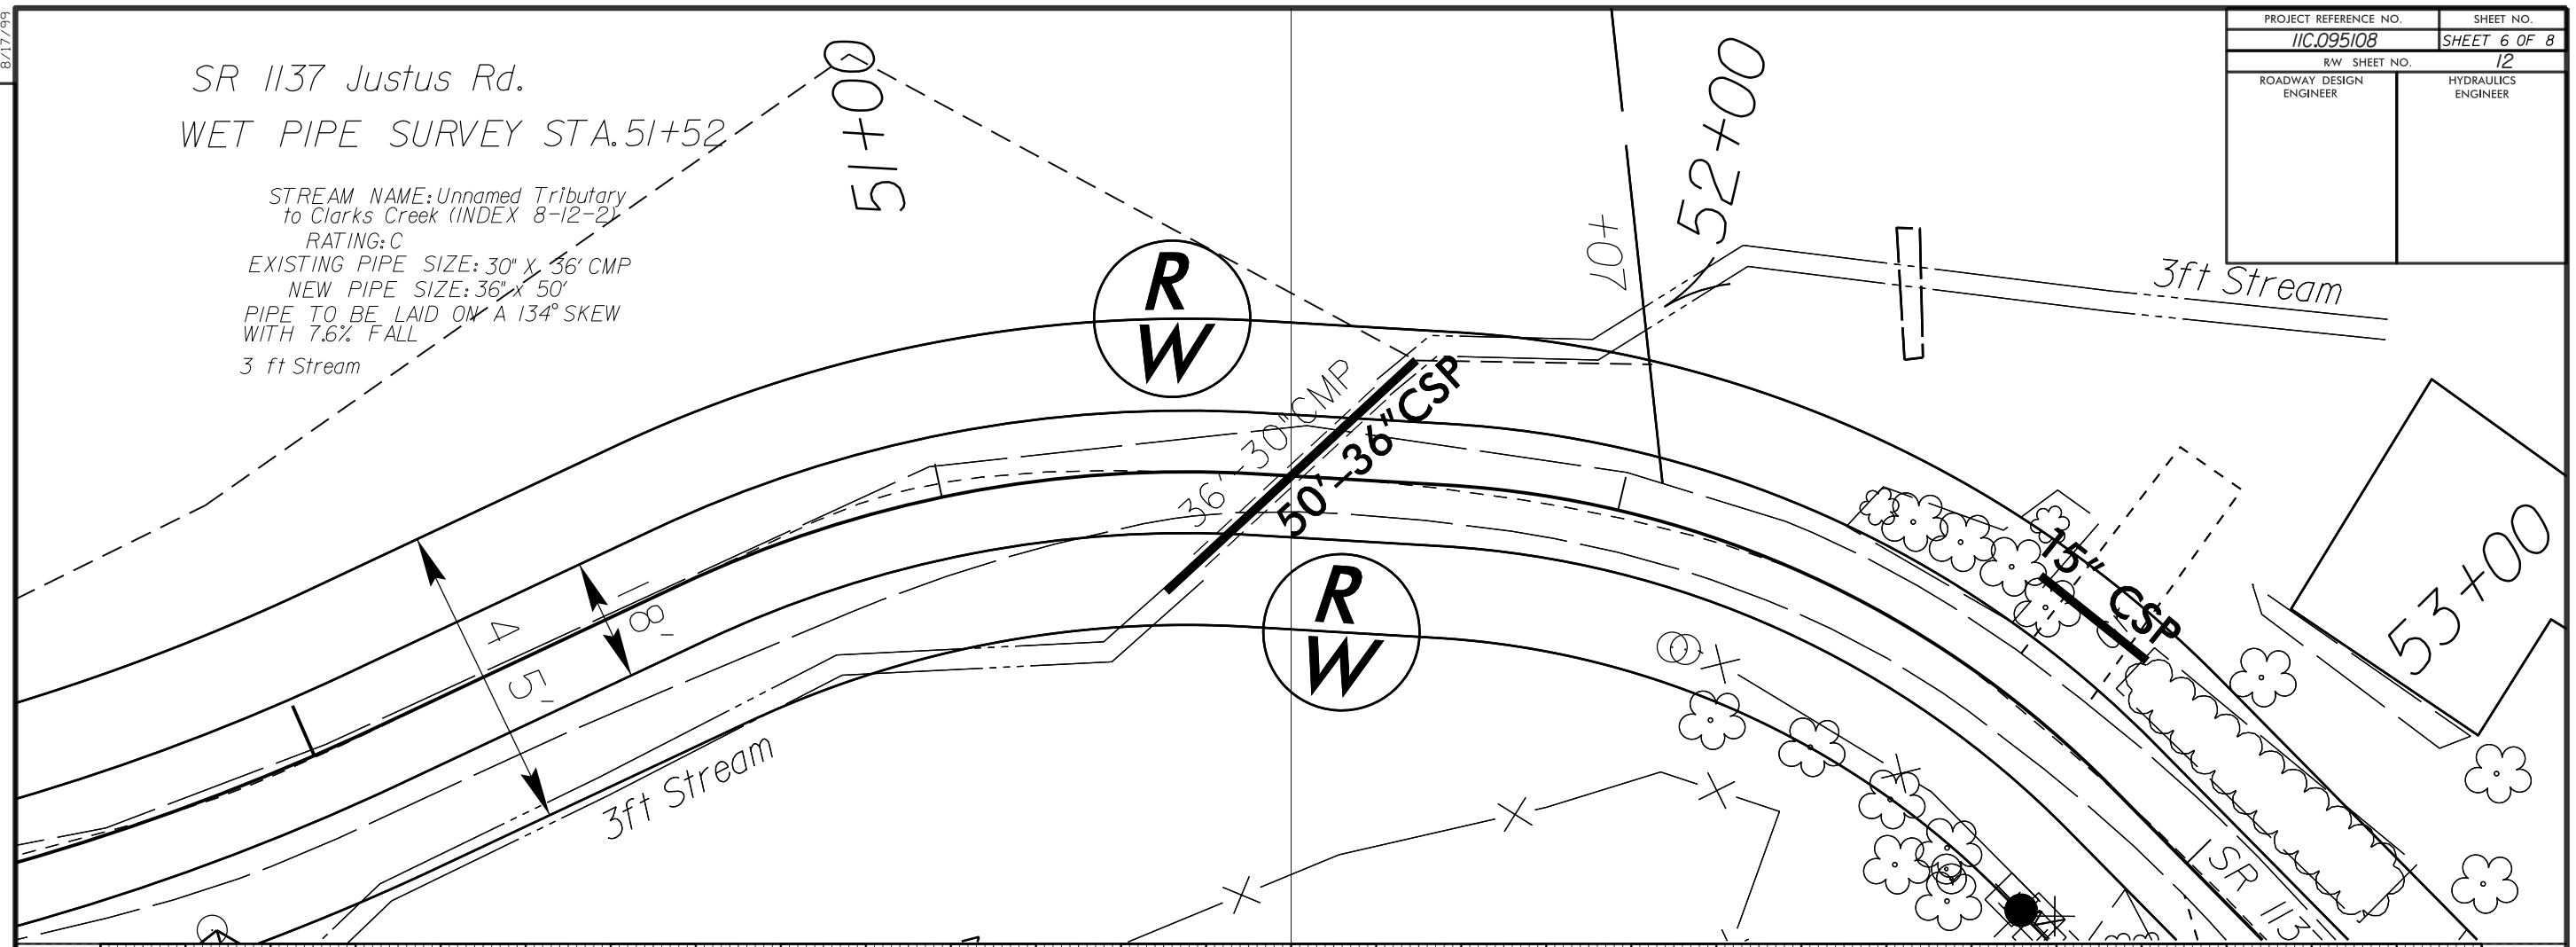 8/17/99
PROJECT REFERENCE NO. SHEET NO.
11C.095108 SHEET 6 OF 8
RW SHEET NO. 12
ROADWAY DESIGN ENGINEER
HYDRAULICS ENGINEER
SR 1137 Justus Rd.
WET PIPE SURVEY STA.51+52
STREAM NAME:Unnamed Tributary
to Clarks Creek (INDEX 8-12-2)
RATING:C
EXISTING PIPE SIZE: 30" X 36' CMP
NEW PIPE SIZE:36" x 50'
PIPE TO BE LAID ON A 134° SKEW
WITH 7.6% FALL
3 ft Stream
51+00
52+00
+07
3ft Stream
R
W
36'-30"CMP
50'-36"CSP
R
W
15" CSP
53+00
8'
45'
3ft Stream
SR 113